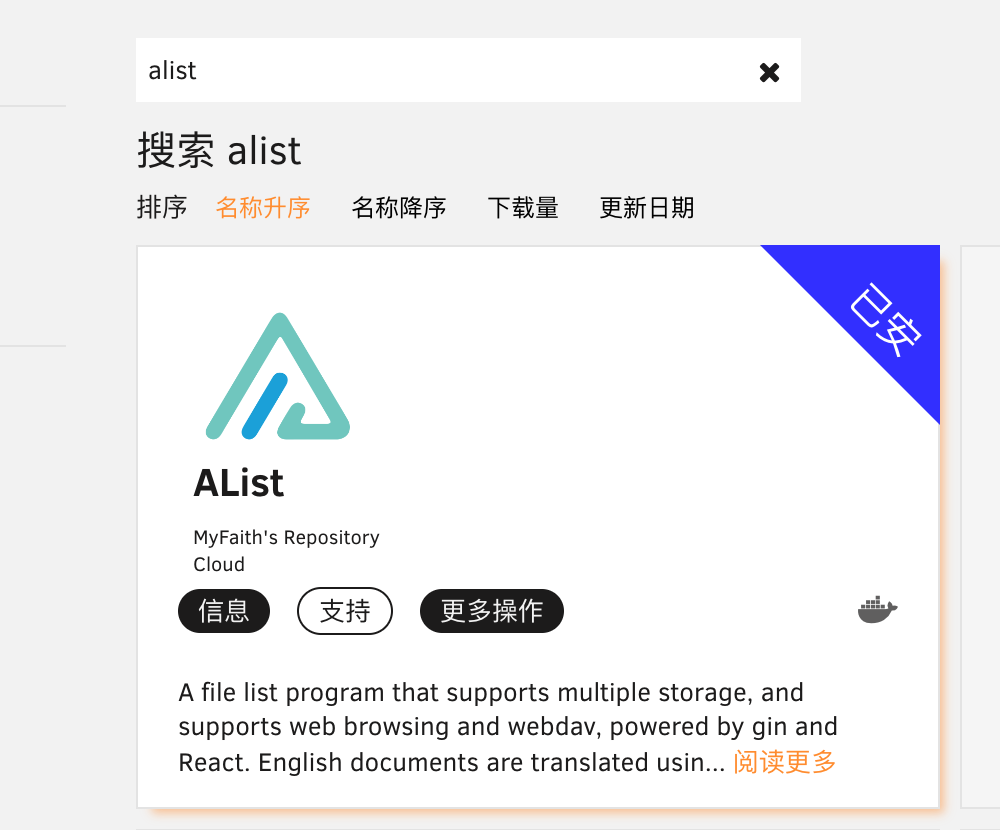 alist
搜索 alist
排序 名称升序 名称降序 下载量 更新日期
已安
AList
MyFaith's Repository
Cloud
信息 支持 更多操作
A file list program that supports multiple storage, and
supports web browsing and webdav, powered by gin and
React. English documents are translated usin... 阅读更多